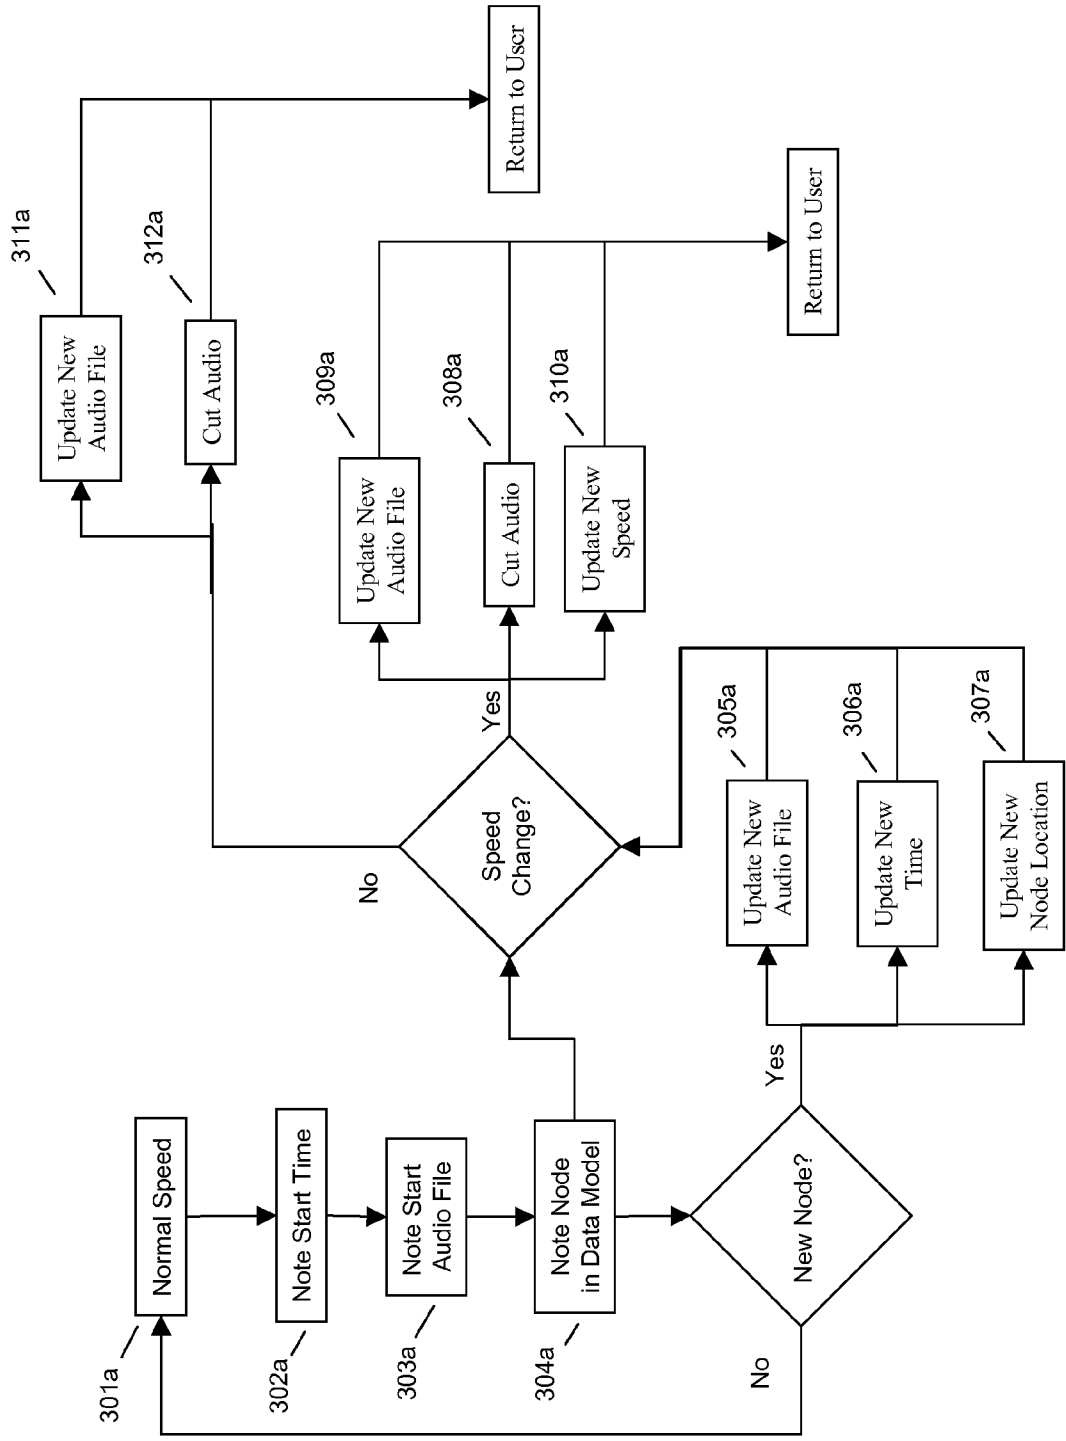 301a
Normal Speed
302a
Note Start Time
303a
Note Start
Audio File
304a
Note Node
in Data Model
New Node?
No
Yes
Update New
Audio File
305a
Update New
Time
306a
Update New
Node Location
307a
Speed
Change?
No
Yes
Update New
Audio File
309a
Cut Audio
308a
Update New
Speed
310a
Return to User
Update New
Audio File
311a
Cut Audio
312a
Return to User